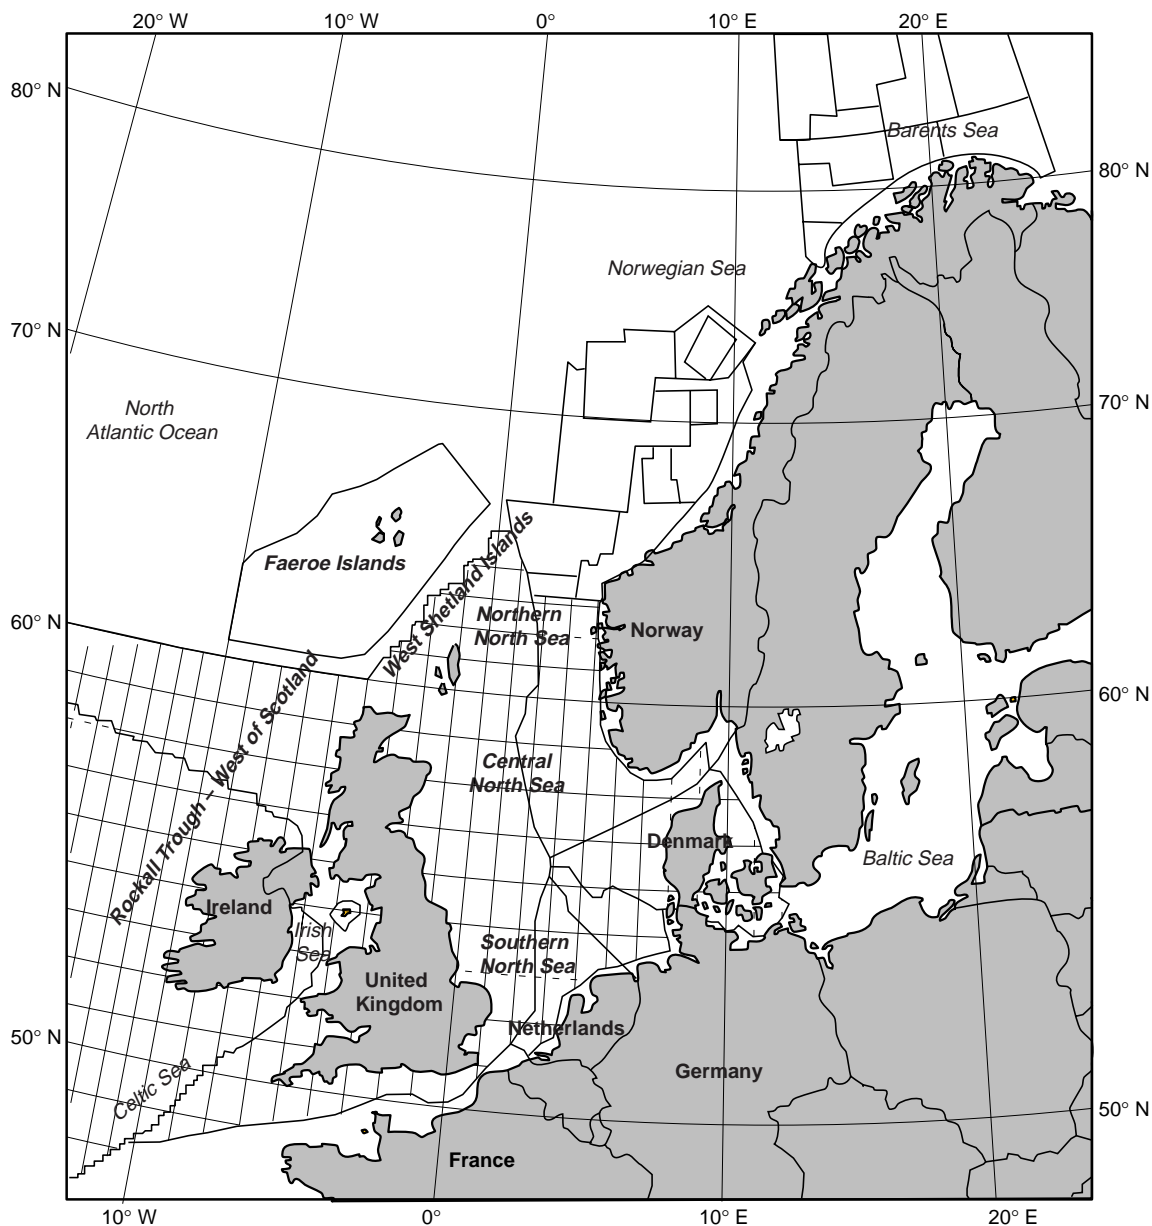 20° W
10° W
0°
10° E
20° E
80° N
Barents Sea
80° N
Norwegian Sea
70° N
70° N
North
Atlantic Ocean
Faeroe Islands
West Shetland Islands
Northern
North Sea
Norway
60° N
60° N
Rockall Trough – West of Scotland
Central
North Sea
Denmark
Baltic Sea
Ireland
Irish
Sea
Southern
North Sea
United
Kingdom
Netherlands
50° N
Celtic Sea
Germany
50° N
France
10° W
0°
10° E
20° E